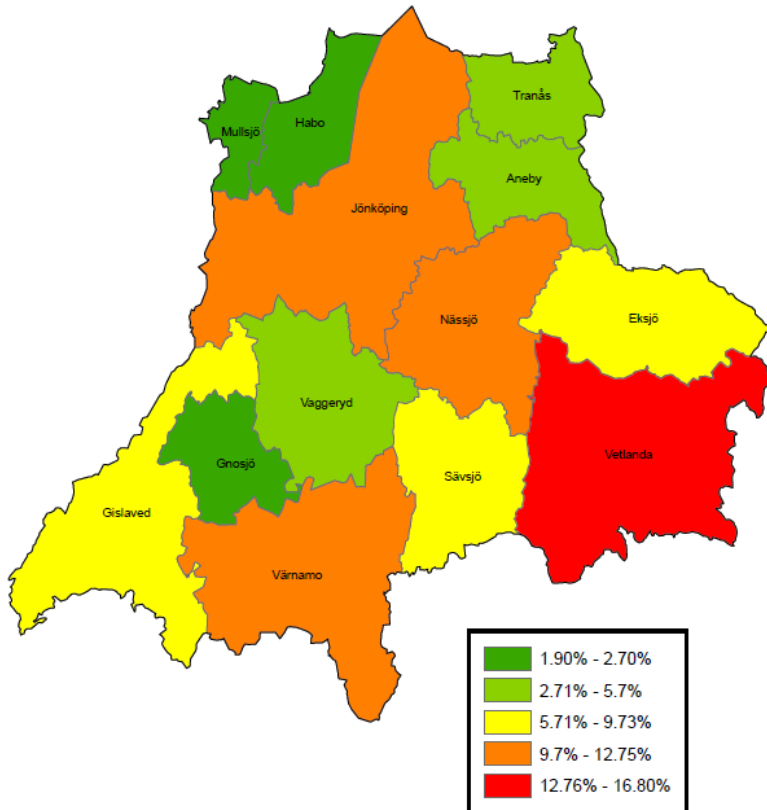 Tranås
Mullsjö
Habo
Aneby
Jönköping
Nässjö
Eksjö
Vaggeryd
Vetlanda
Gnosjö
Sävsjö
Gislaved
Värnamo
1.90% - 2.70%
2.71% - 5.7%
5.71% - 9.73%
9.7% - 12.75%
12.76% - 16.80%